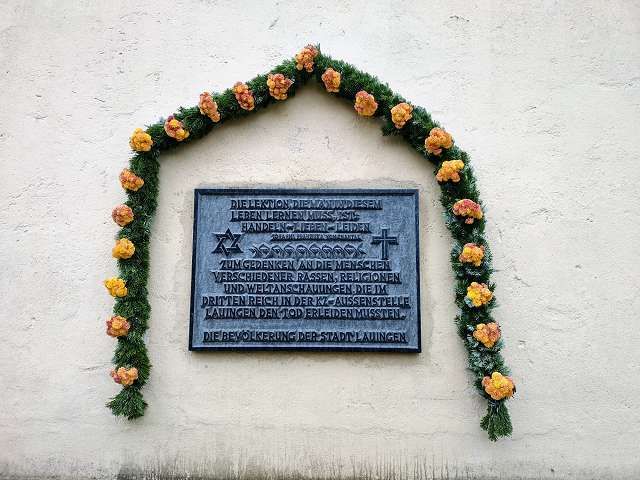 DIE LEKTION, DIE MAN IN DIESEM
LEBEN LERNEN MUSS, IST:
HANDELN – LIEBEN – LEIDEN
ZUM GEDENKEN AN DIE MENSCHEN
VERSCHIEDENER RASSEN, RELIGIONEN
UND WELTANSCHAUUNGEN DIE IM
DRITTEN REICH IN DER KZ-AUSSENSTELLE
LAUINGEN DEN TOD ERLEIDEN MUSSTEN.
DIE BEVÖLKERUNG DER STADT LAUINGEN